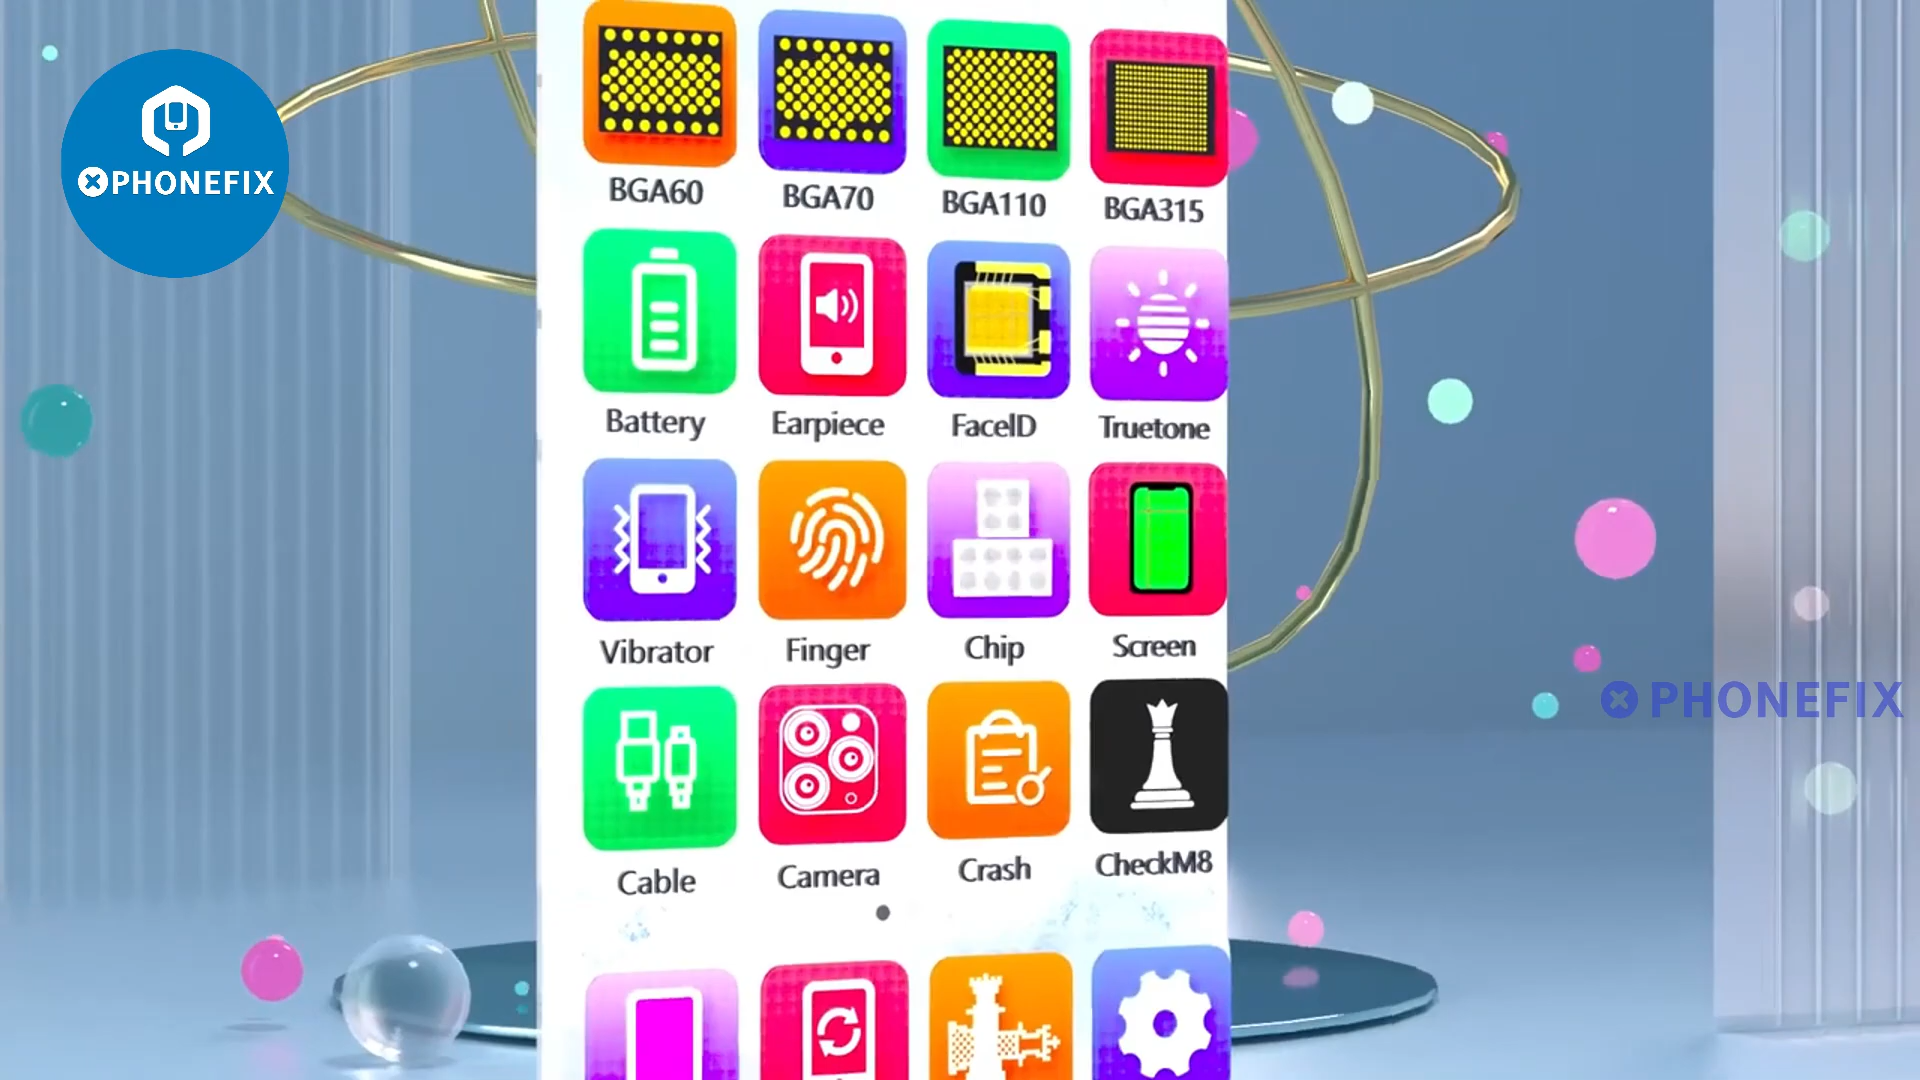 PHONEFIX
BGA60 BGA70 BGA110 BGA315
Battery Earpiece FaceID Truetone
Vibrator Finger Chip Screen
PHONEFIX
Cable Camera Crash CheckM8